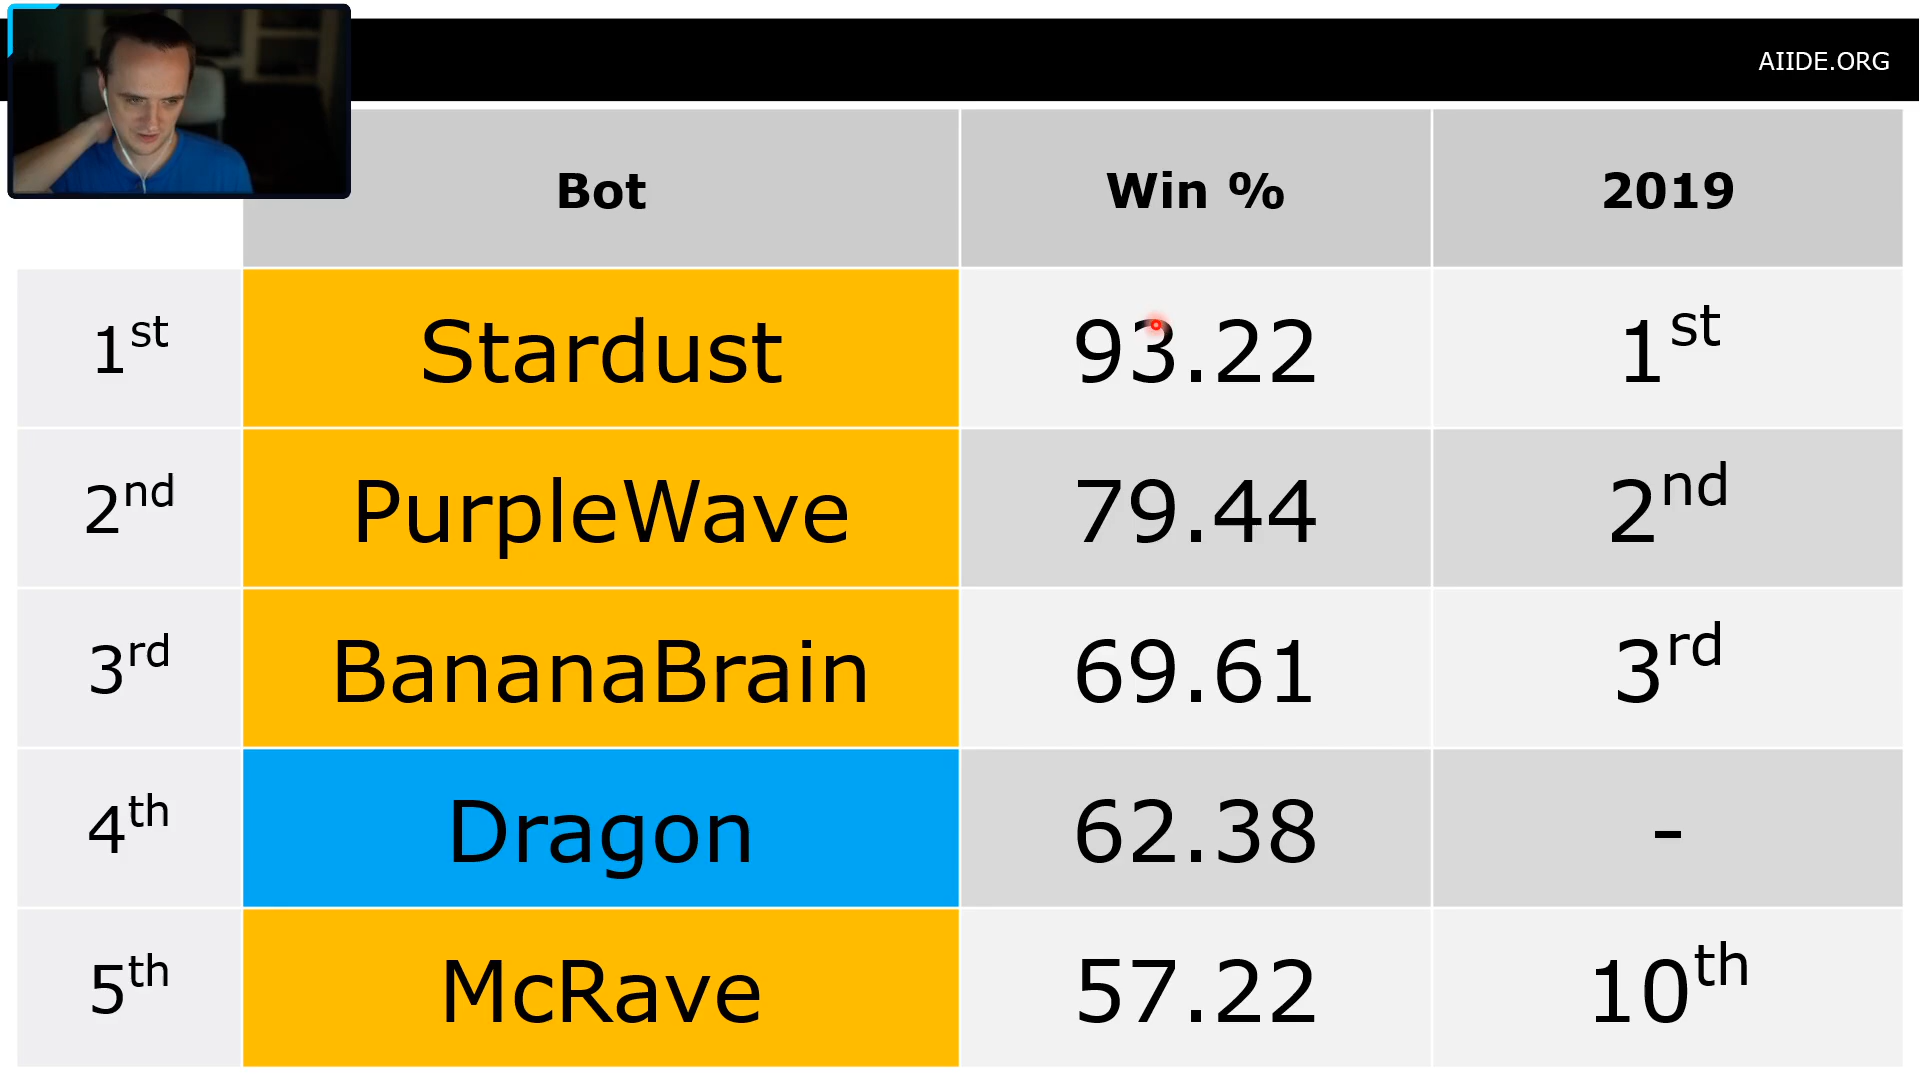 AIIDE.ORG
Bot Win % 2019
1st Stardust 93.22 1st
2nd PurpleWave 79.44 2nd
3rd BananaBrain 69.61 3rd
4th Dragon 62.38 -
5th McRave 57.22 10th